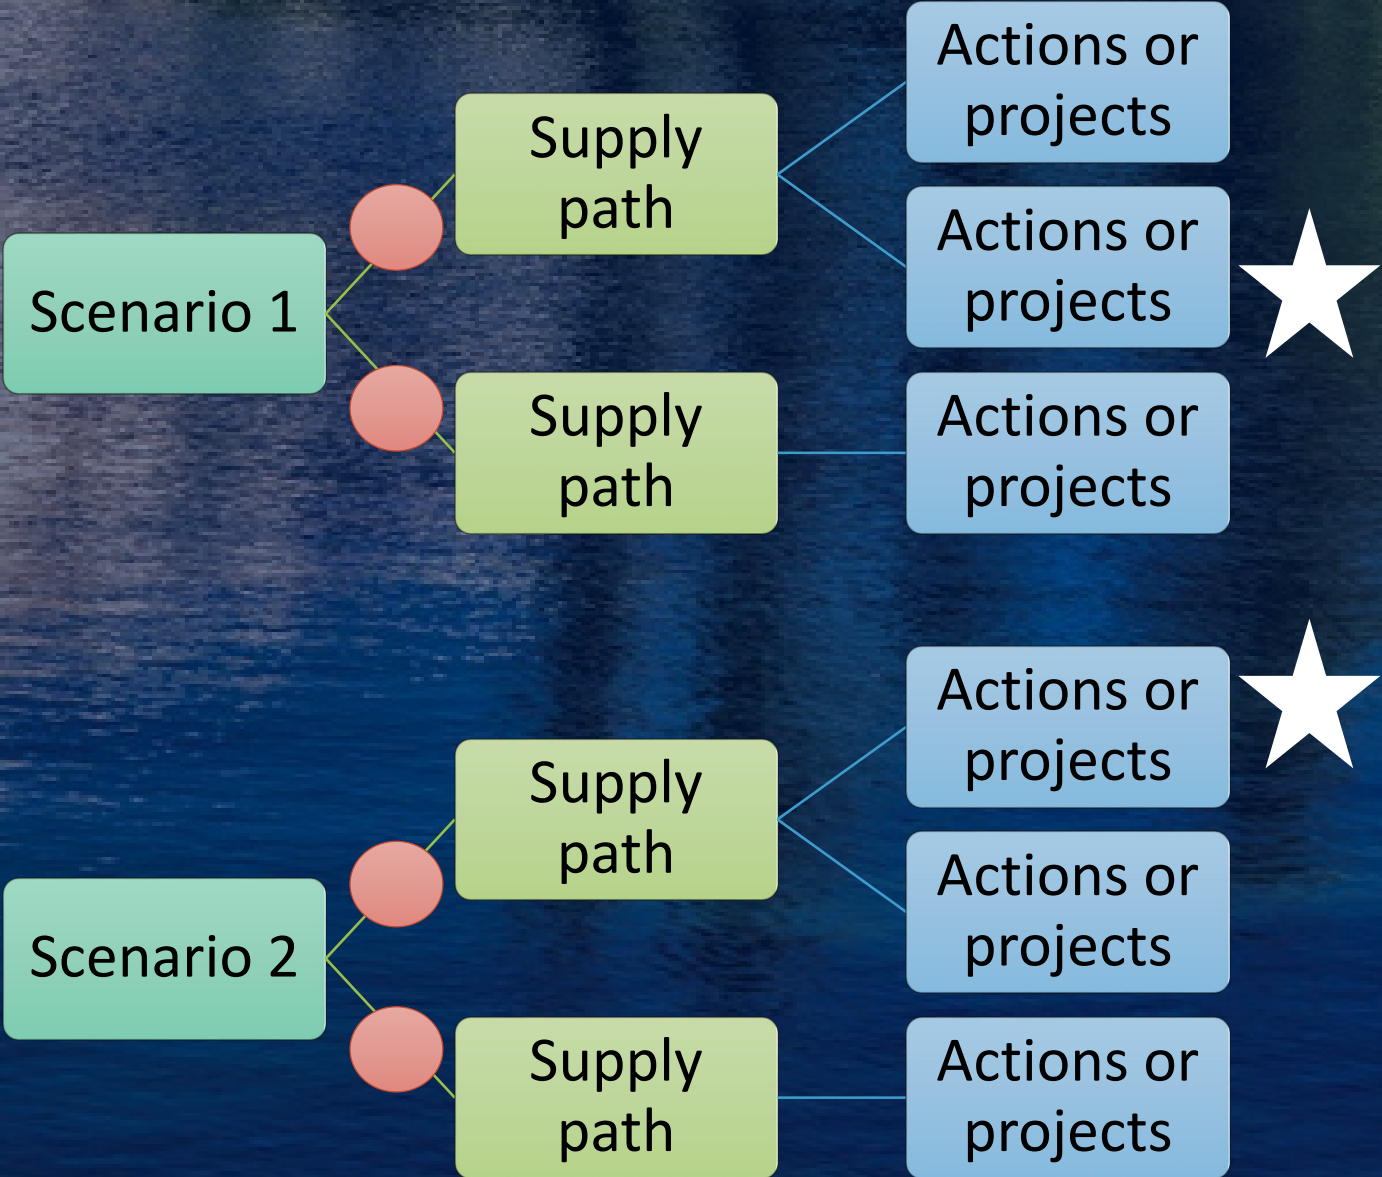 Scenario 1
Supply
path
Actions or
projects
Actions or
projects
Supply
path
Actions or
projects
Scenario 2
Supply
path
Actions or
projects
Actions or
projects
Supply
path
Actions or
projects